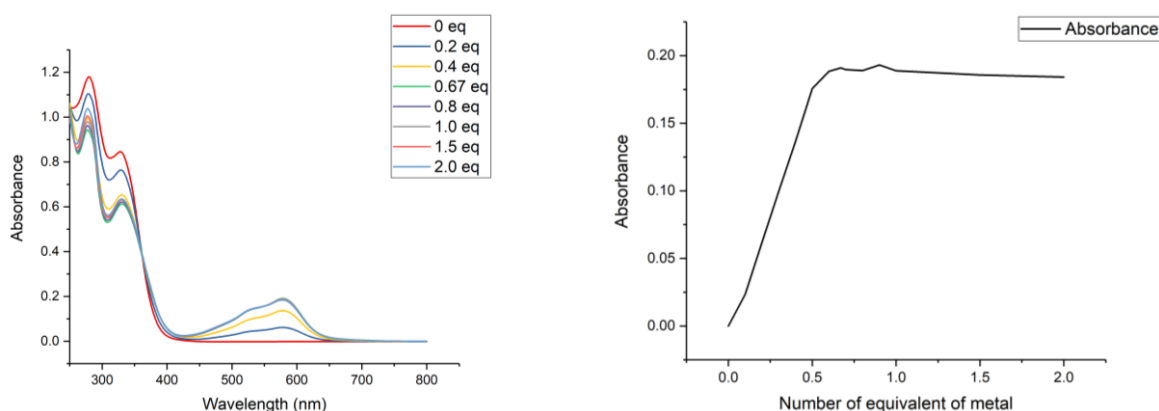 0 eq
0.2 eq
0.4 eq
0.67 eq
0.8 eq
1.0 eq
1.5 eq
2.0 eq
1.2
1.0
0.8
0.6
0.4
0.2
0.0
Absorbance
300 400 500 600 700 800
Wavelength (nm)
Absorbance
0.20
0.15
0.10
0.05
0.00
Absorbance
0.0 0.5 1.0 1.5 2.0
Number of equivalent of metal